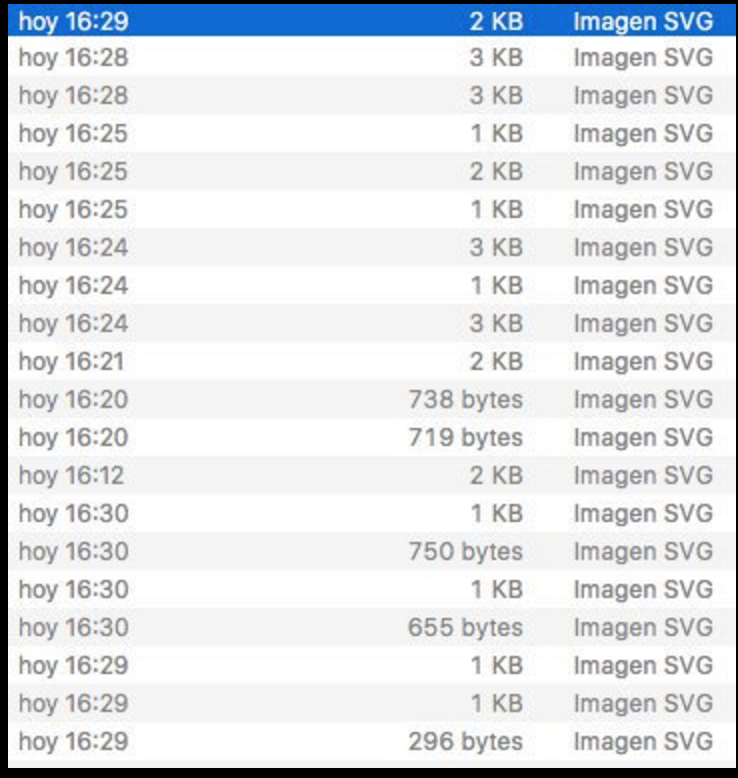 hoy 16:29 2 KB Imagen SVG
hoy 16:28 3 KB Imagen SVG
hoy 16:28 3 KB Imagen SVG
hoy 16:25 1 KB Imagen SVG
hoy 16:25 2 KB Imagen SVG
hoy 16:25 1 KB Imagen SVG
hoy 16:24 3 KB Imagen SVG
hoy 16:24 1 KB Imagen SVG
hoy 16:24 3 KB Imagen SVG
hoy 16:21 2 KB Imagen SVG
hoy 16:20 738 bytes Imagen SVG
hoy 16:20 719 bytes Imagen SVG
hoy 16:12 2 KB Imagen SVG
hoy 16:30 1 KB Imagen SVG
hoy 16:30 750 bytes Imagen SVG
hoy 16:30 1 KB Imagen SVG
hoy 16:30 655 bytes Imagen SVG
hoy 16:29 1 KB Imagen SVG
hoy 16:29 1 KB Imagen SVG
hoy 16:29 296 bytes Imagen SVG